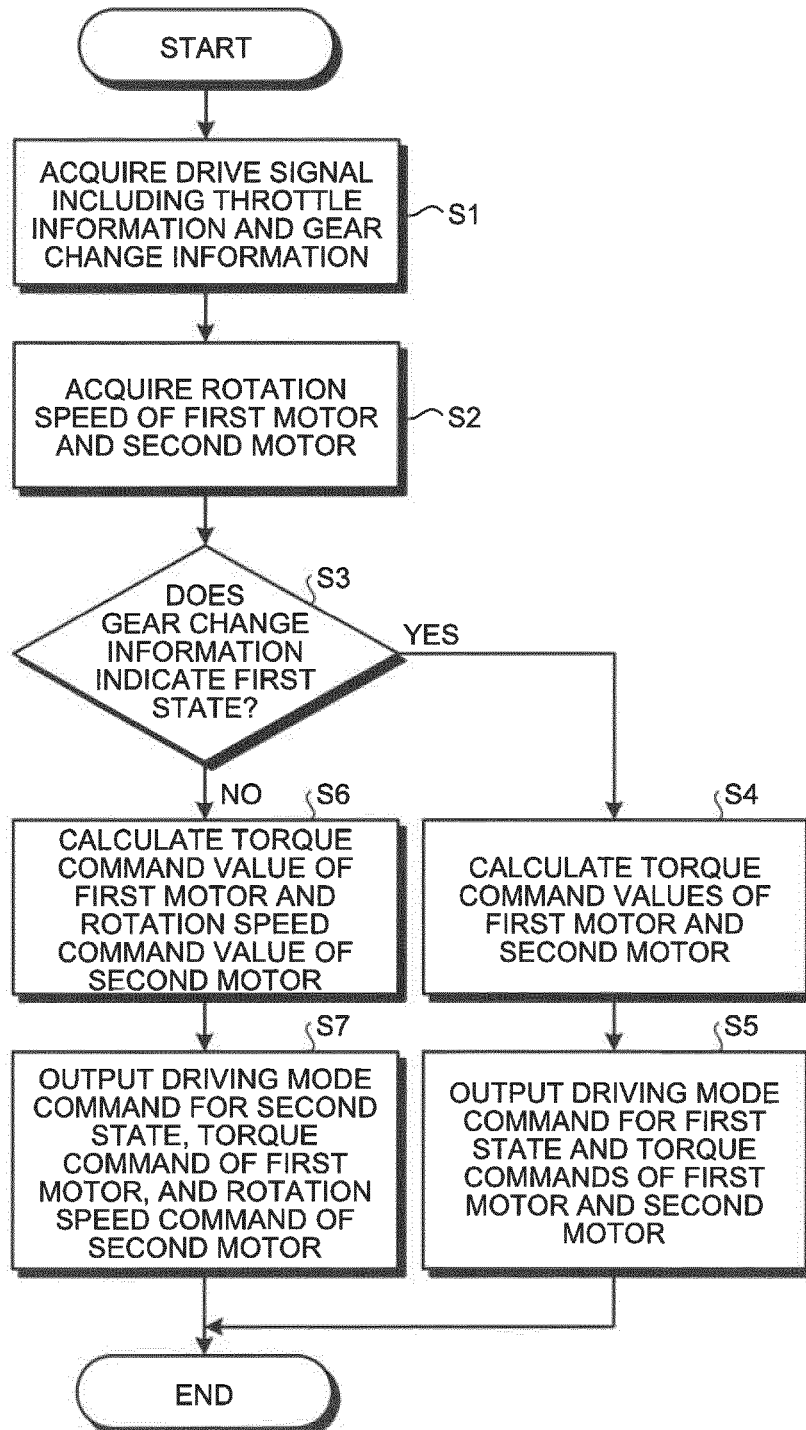 START
ACQUIRE DRIVE SIGNAL
INCLUDING THROTTLE
INFORMATION AND GEAR
CHANGE INFORMATION
S1
ACQUIRE ROTATION
SPEED OF FIRST MOTOR
AND SECOND MOTOR
S2
S3
DOES
GEAR CHANGE
INFORMATION
INDICATE FIRST
STATE?
YES
NO
S6
CALCULATE TORQUE
COMMAND VALUE OF
FIRST MOTOR AND
ROTATION SPEED
COMMAND VALUE OF
SECOND MOTOR
S4
CALCULATE TORQUE
COMMAND VALUES OF
FIRST MOTOR AND
SECOND MOTOR
S7
OUTPUT DRIVING MODE
COMMAND FOR SECOND
STATE, TORQUE
COMMAND OF FIRST
MOTOR, AND ROTATION
SPEED COMMAND OF
SECOND MOTOR
S5
OUTPUT DRIVING MODE
COMMAND FOR FIRST
STATE AND TORQUE
COMMANDS OF FIRST
MOTOR AND SECOND
MOTOR
END